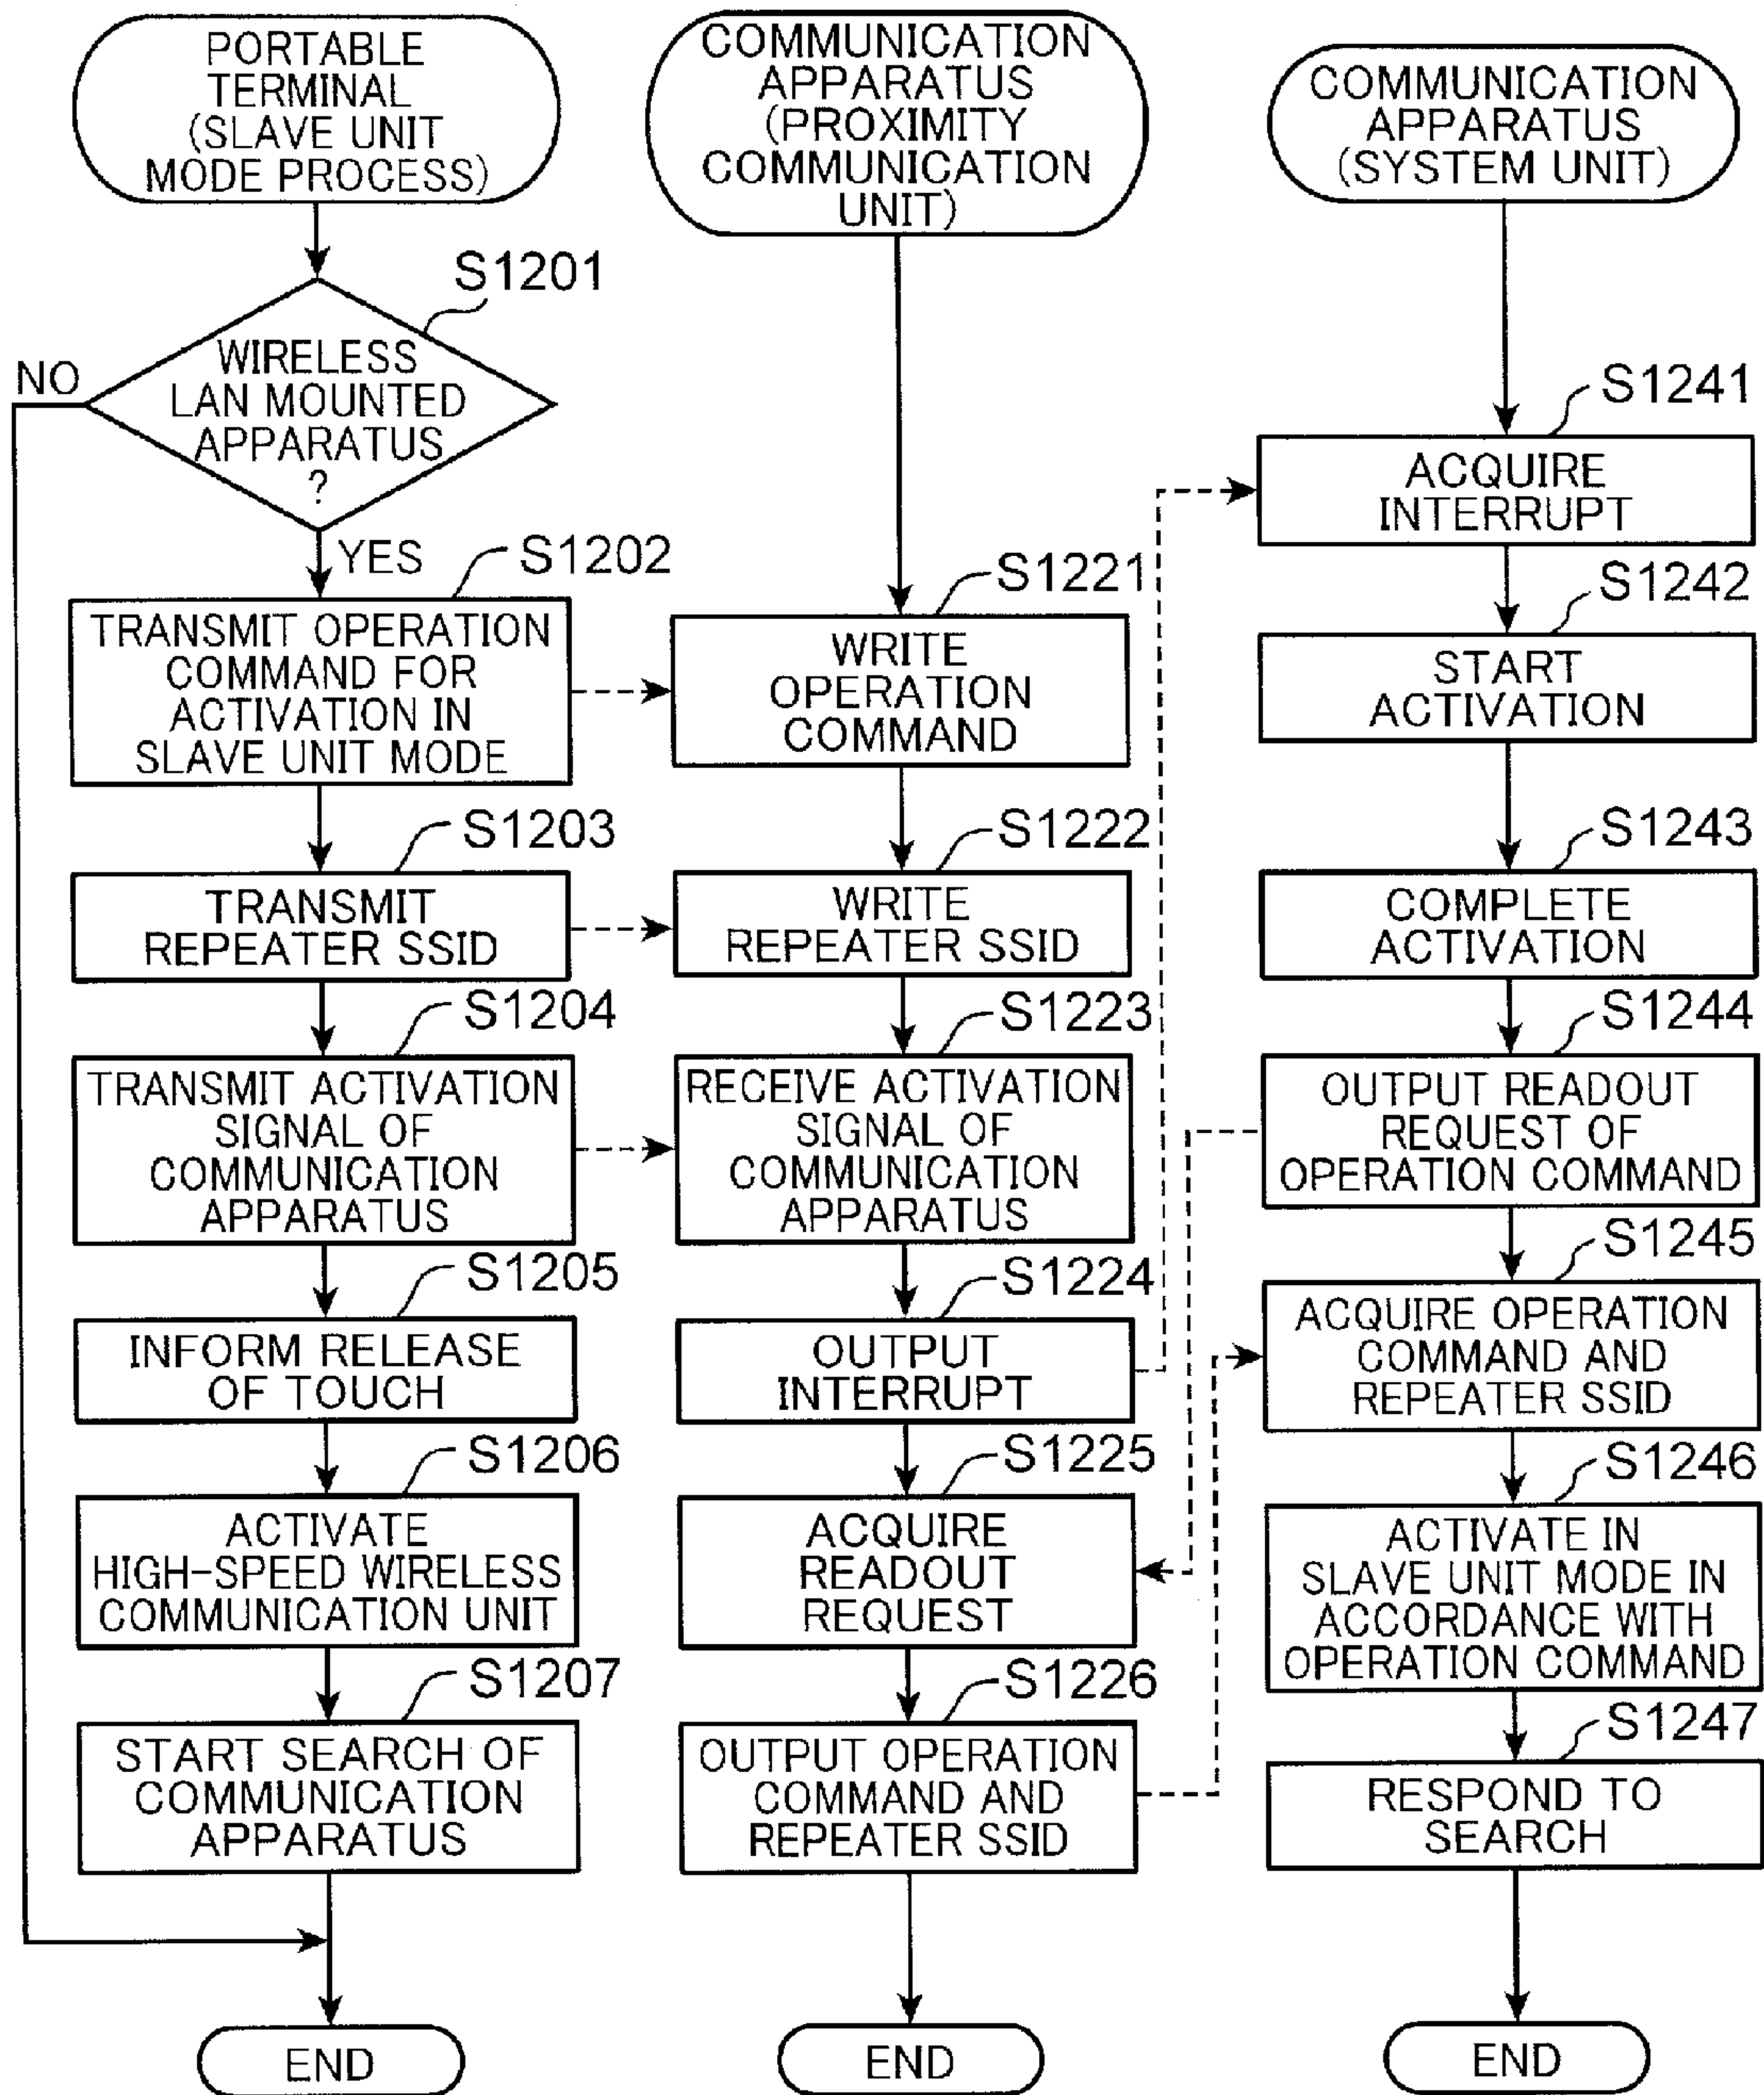 PORTABLE
TERMINAL
(SLAVE UNIT
MODE PROCESS)
S1201
WIRELESS
LAN MOUNTED
APPARATUS
?
NO
YES
S1202
TRANSMIT OPERATION
COMMAND FOR
ACTIVATION IN
SLAVE UNIT MODE
S1203
TRANSMIT
REPEATER SSID
S1204
TRANSMIT ACTIVATION
SIGNAL OF
COMMUNICATION
APPARATUS
S1205
INFORM RELEASE
OF TOUCH
S1206
ACTIVATE
HIGH-SPEED WIRELESS
COMMUNICATION UNIT
S1207
START SEARCH OF
COMMUNICATION
APPARATUS
END
COMMUNICATION
APPARATUS
(PROXIMITY
COMMUNICATION
UNIT)
S1221
WRITE
OPERATION
COMMAND
S1222
WRITE
REPEATER SSID
S1223
RECEIVE ACTIVATION
SIGNAL OF
COMMUNICATION
APPARATUS
S1224
OUTPUT
INTERRUPT
S1225
ACQUIRE
READOUT
REQUEST
S1226
OUTPUT OPERATION
COMMAND AND
REPEATER SSID
END
COMMUNICATION
APPARATUS
(SYSTEM UNIT)
S1241
ACQUIRE
INTERRUPT
S1242
START
ACTIVATION
S1243
COMPLETE
ACTIVATION
S1244
OUTPUT READOUT
REQUEST OF
OPERATION COMMAND
S1245
ACQUIRE OPERATION
COMMAND AND
REPEATER SSID
S1246
ACTIVATE IN
SLAVE UNIT MODE IN
ACCORDANCE WITH
OPERATION COMMAND
S1247
RESPOND TO
SEARCH
END